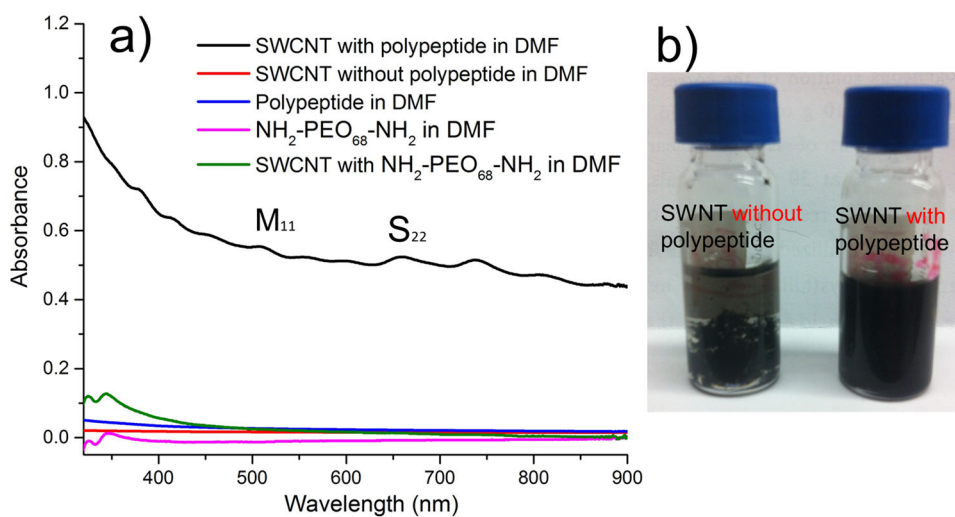 a)
SWCNT with polypeptide in DMF
SWCNT without polypeptide in DMF
Polypeptide in DMF
NH₂-PEO₆₈-NH₂ in DMF
SWCNT with NH₂-PEO₆₈-NH₂ in DMF
M₁₁
S₂₂
Absorbance
1.2
1.0
0.8
0.6
0.4
0.2
0.0
400 500 600 700 800 900
Wavelength (nm)
b)
SWNT without
polypeptide
SWNT with
polypeptide